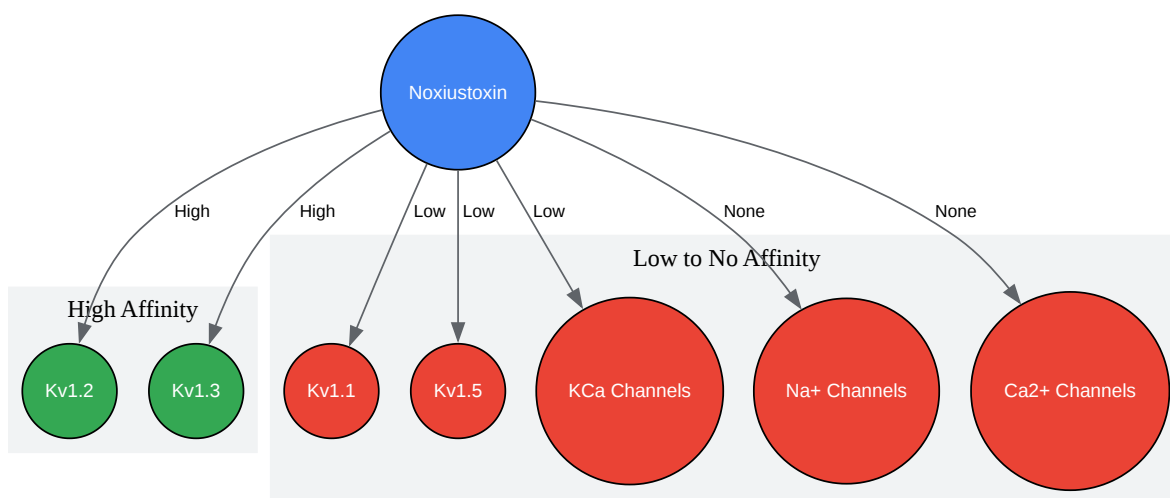 Noxiustoxin
High
High
Low
Low
Low
None
None
Low to No Affinity
High Affinity
Kv1.2
Kv1.3
Kv1.1
Kv1.5
KCa Channels
Na+ Channels
Ca2+ Channels